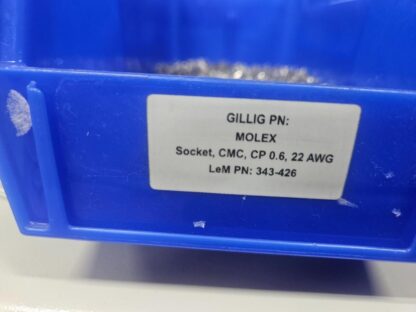 GILLIG PN:
MOLEX
Socket, CMC, CP 0.6, 22 AWG
LeM PN: 343-426